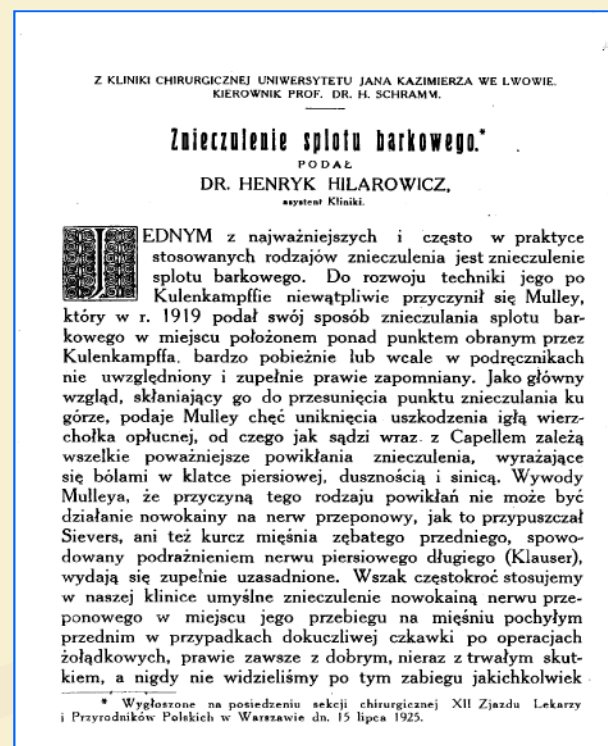 Z KLINIKI CHIRURGICZNEJ UNIWERSYTETU JANA KAZIMIERZA WE LWOWIE.
KIEROWNIK PROF. DR. H. SCHRAMM.
Znieczulenie splotu barkowego.*
PODAŁ
DR. HENRYK HILAROWICZ,
asystent Kliniki.
JEDNYM z najważniejszych i często w praktyce
stosowanych rodzajów znieczulenia jest znieczulenie
splotu barkowego. Do rozwoju techniki jego po
Kulenkampffie niewątpliwie przyczynił się Mulley,
który w r. 1919 podał swój sposób znieczulania splotu bar-
kowego w miejscu położonem ponad punktem obranym przez
Kulenkampffa. bardzo pobieżnie lub wcale w podręcznikach
nie uwzględniony i zupełnie prawie zapomniany. Jako główny
wzgląd, skłaniający go do przesunięcia punktu znieczulania ku
górze, podaje Mulley chęć uniknięcia uszkodzenia igłą wierz-
chołka opłucnej, od czego jak sądzi wraz z Capellem zależą
wszelkie poważniejsze powikłania znieczulenia, wyrażające
się bólami w klatce piersiowej, dusznością i sinicą. Wywody
Mulleya, że przyczyną tego rodzaju powikłań nie może być
działanie nowokainy na nerw przeponowy, jak to przypuszczał
Sievers, ani też kurcz mięśnia zębatego przedniego, spowo-
dowany podrażnieniem nerwu piersiowego długiego (Klauser),
wydają się zupełnie uzasadnione. Wszak częstokroć stosujemy
w naszej klinice umyślne znieczulenie nowokainą nerwu prze-
ponowego w miejscu jego przebiegu na mięśniu pochyłym
przednim w przypadkach dokuczliwej czkawki po operacjach
żołądkowych, prawie zawsze z dobrym, nieraz z trwałym skut-
kiem, a nigdy nie widzieliśmy po tym zabiegu jakichkolwiek
* Wygłoszone na posiedzeniu sekcji chirurgicznej XII Zjazdu Lekarzy
i Przyrodników Polskich w Warszawie dn. 15 lipca 1925.